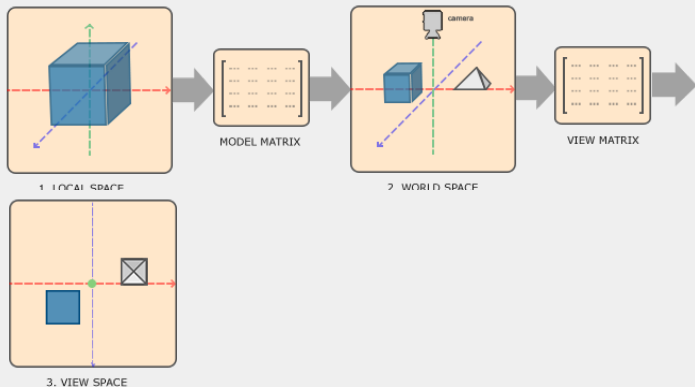 camera
MODEL MATRIX
VIEW MATRIX
1. LOCAL SPACE
2. WORLD SPACE
3. VIEW SPACE